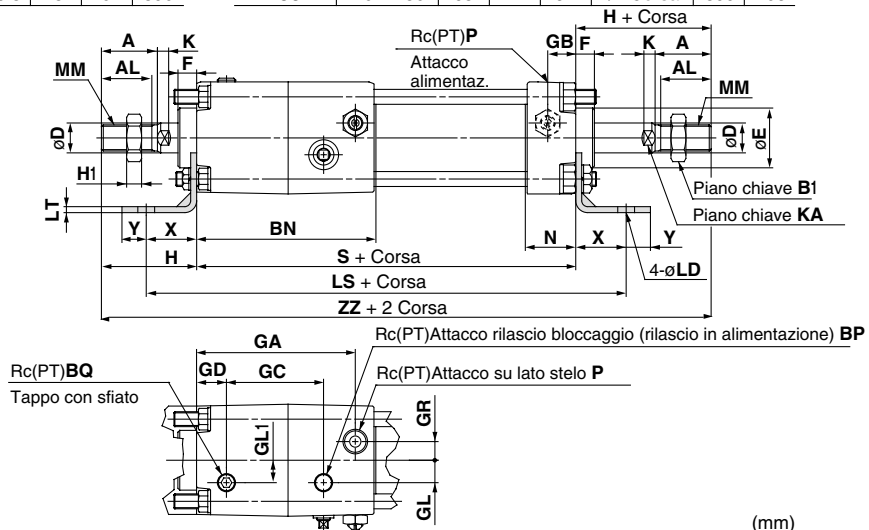 H + Corsa
A
K
F
AL
MM
Rc(PT)P
Attacco
alimentaz.
GB
F
K
A
AL
MM
øD
øD
øE
H1
LT
Piano chiave B1
Piano chiave KA
Y
X
BN
N
X
Y
H
S + Corsa
4-øLD
LS + Corsa
ZZ + 2 Corsa
Rc(PT)Attacco rilascio bloccaggio (rilascio in alimentazione) BP
GA
Rc(PT)BQ
GD
GC
Rc(PT)Attacco su lato stelo P
Tappo con sfiato
GR
GL1
GL
(mm)